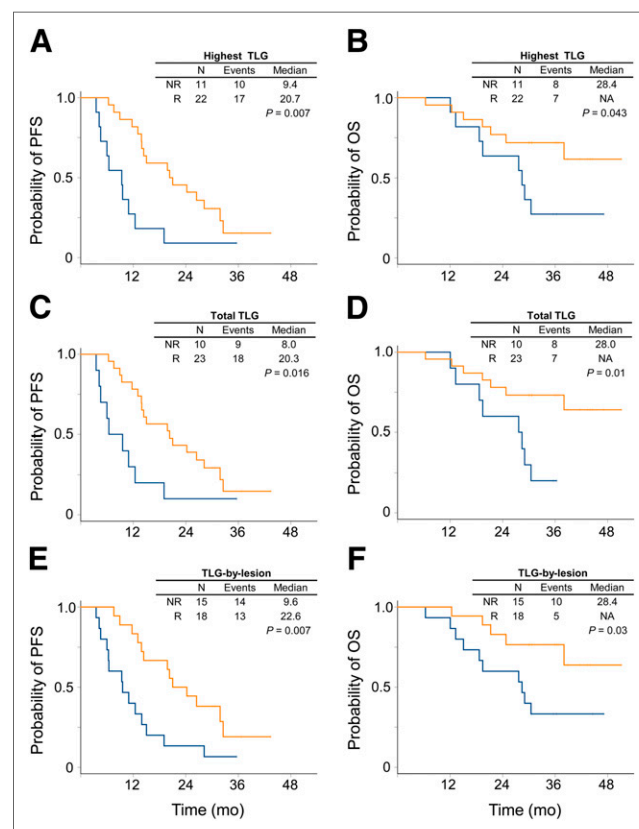 A
Highest TLG
N Events Median
NR 11 10 9.4
R 22 17 20.7
P = 0.007
Probability of PFS
1.0
0.5
0
12 24 36 48
B
Highest TLG
N Events Median
NR 11 8 28.4
R 22 7 NA
P = 0.043
Probability of OS
1.0
0.5
0
12 24 36 48
C
Total TLG
N Events Median
NR 10 9 8.0
R 23 18 20.3
P = 0.016
Probability of PFS
1.0
0.5
0
12 24 36 48
D
Total TLG
N Events Median
NR 10 8 28.0
R 23 7 NA
P = 0.01
Probability of OS
1.0
0.5
0
12 24 36 48
E
TLG-by-lesion
N Events Median
NR 15 14 9.6
R 18 13 22.6
P = 0.007
Probability of PFS
1.0
0.5
0
12 24 36 48
Time (mo)
F
TLG-by-lesion
N Events Median
NR 15 10 28.4
R 18 5 NA
P = 0.03
Probability of OS
1.0
0.5
0
12 24 36 48
Time (mo)